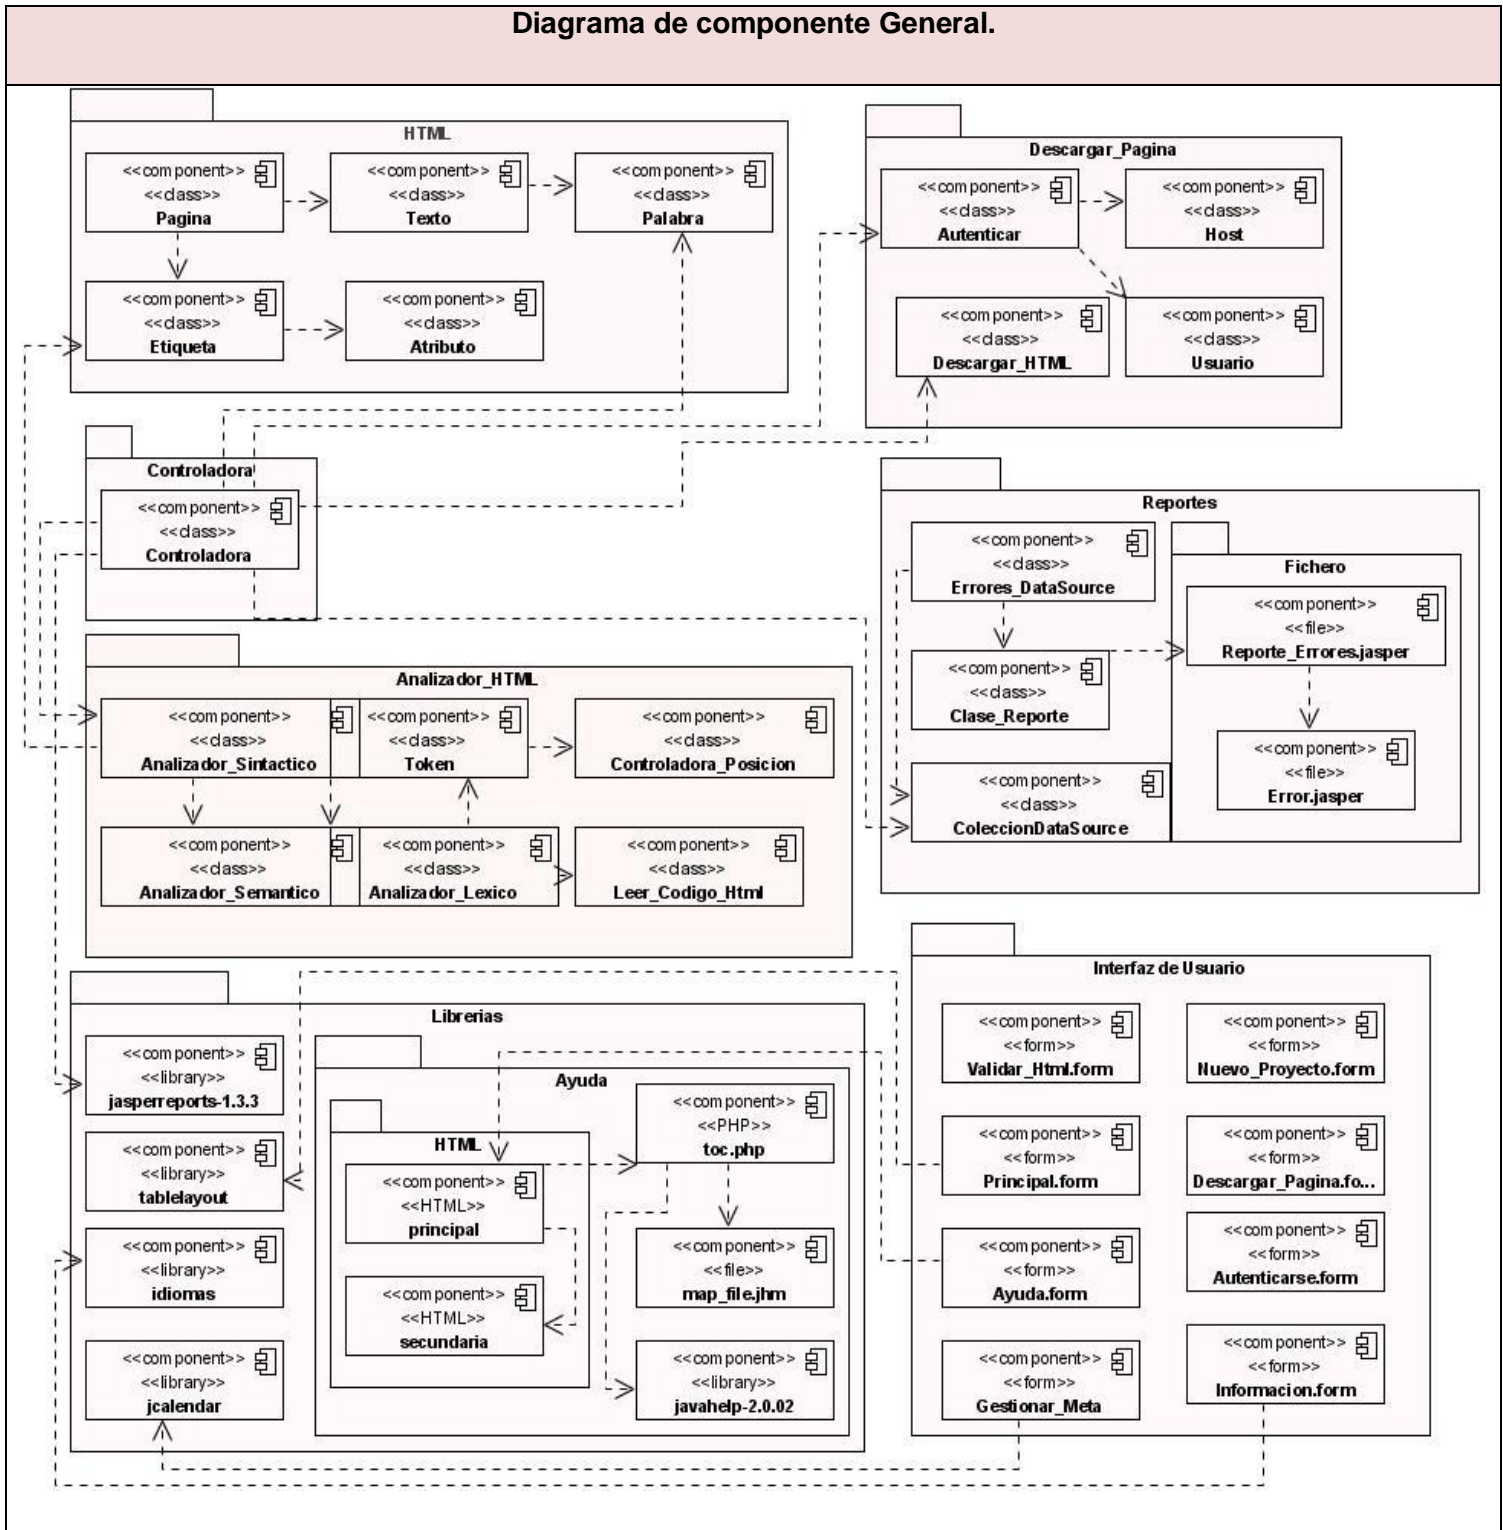 Diagrama de componente General.
HTML
<<component>>
<<class>>
Pagina
<<component>>
<<class>>
Texto
<<component>>
<<class>>
Palabra
<<component>>
<<class>>
Etiqueta
<<component>>
<<class>>
Atributo
Descargar_Pagina
<<component>>
<<class>>
Autenticar
<<component>>
<<class>>
Host
<<component>>
<<class>>
Descargar_HTML
<<component>>
<<class>>
Usuario
Controladora
<<component>>
<<class>>
Controladora
Reportes
<<component>>
<<class>>
Errores_DataSource
<<component>>
<<class>>
Clase_Reporte
<<component>>
<<class>>
ColeccionDataSource
Fichero
<<component>>
<<file>>
Reporte_Errores.jasper
<<component>>
<<file>>
Error.jasper
Analizador_HTML
<<component>>
<<class>>
Analizador_Sintactico
<<component>>
<<class>>
Token
<<component>>
<<class>>
Controladora_Posicion
<<component>>
<<class>>
Analizador_Semantico
<<component>>
<<class>>
Analizador_Lexico
<<component>>
<<class>>
Leer_Codigo_Html
Librerias
<<component>>
<<library>>
jasperreports-1.3.3
<<component>>
<<library>>
tablelayout
<<component>>
<<library>>
idiomas
<<component>>
<<library>>
jcalendar
Ayuda
HTML
<<component>>
<<HTML>>
principal
<<component>>
<<HTML>>
secundaria
<<component>>
<<PHP>>
toc.php
<<component>>
<<file>>
map_file.jhm
<<component>>
<<library>>
javahelp-2.0.02
Interfaz de Usuario
<<component>>
<<form>>
Validar_Html.form
<<component>>
<<form>>
Nuevo_Proyecto.form
<<component>>
<<form>>
Principal.form
<<component>>
<<form>>
Descargar_Pagina.fo...
<<component>>
<<form>>
Ayuda.form
<<component>>
<<form>>
Autenticarse.form
<<component>>
<<form>>
Gestionar_Meta
<<component>>
<<form>>
Informacion.form